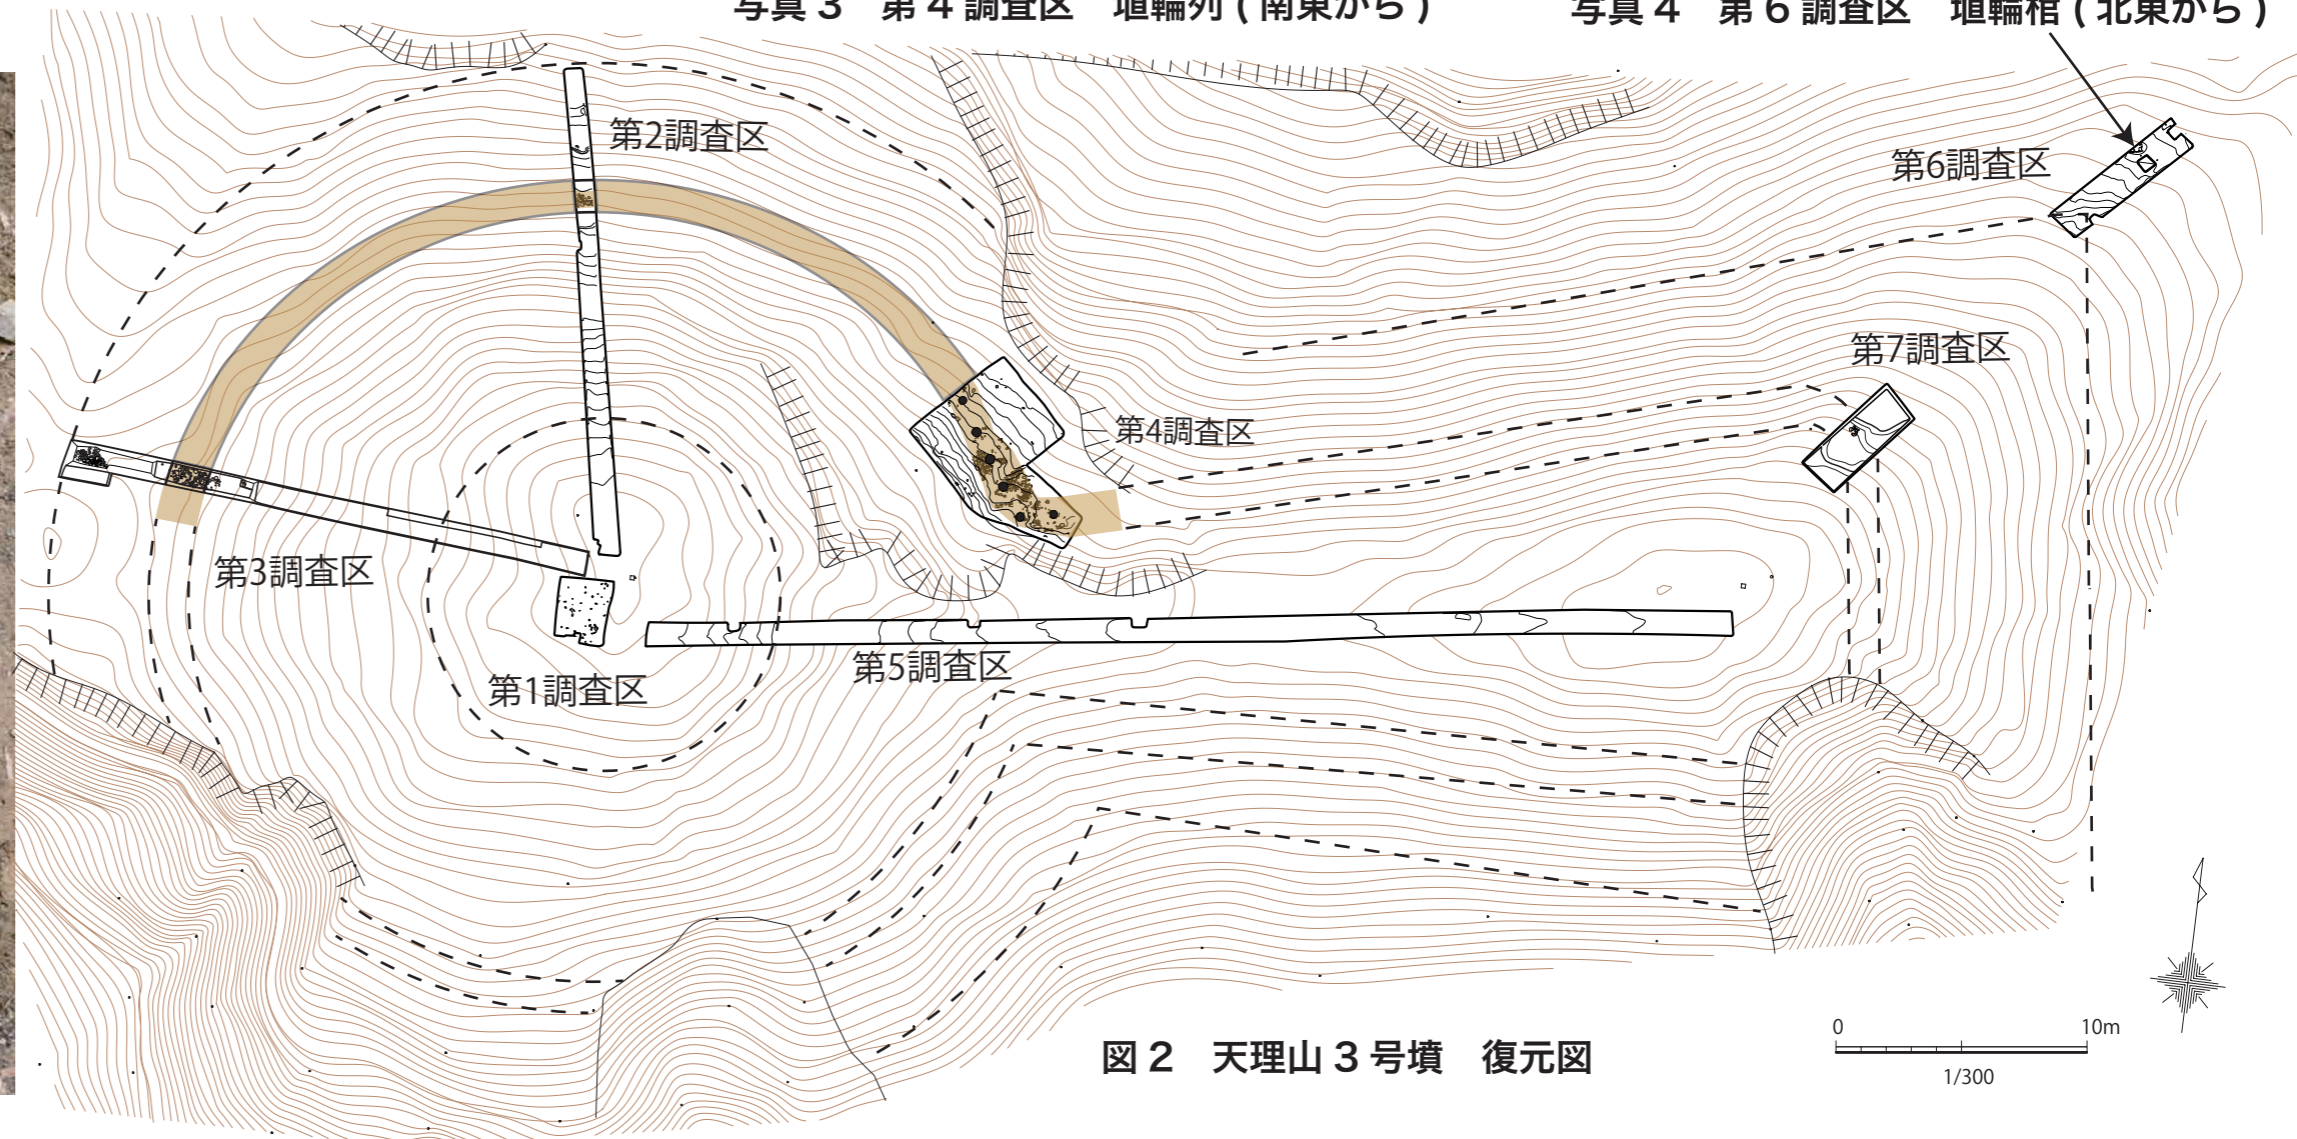 写真3 第4調査区 埴輪列(南東から)
写真4 第6調査区 埴輪棺(北東から)
第2調査区
第6調査区
第7調査区
第4調査区
第3調査区
第5調査区
第1調査区
図2 天理山3号墳 復元図
0 10m
1/300